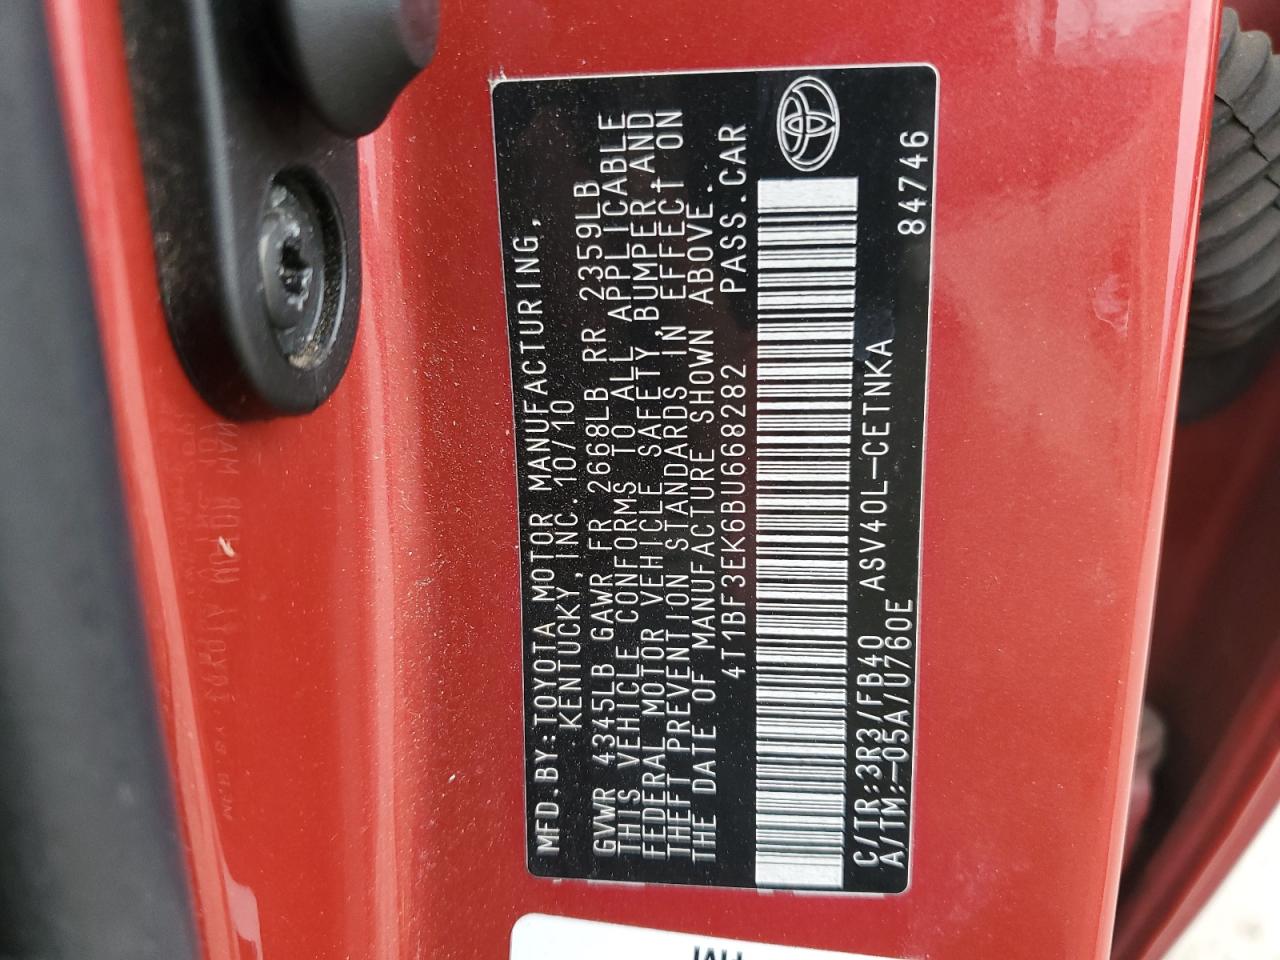 MFD.BY:TOYOTA MOTOR MANUFACTURING,
KENTUCKY, INC. 10/10
GVWR 4345LB GAWR FR 2668LB RR 2359LB
THIS VEHICLE CONFORMS TO ALL APPLICABLE
FEDERAL MOTOR VEHICLE SAFETY,BUMPER,AND
THEFT PREVENTION STANDARDS IN EFFECT ON
THE DATE OF MANUFACTURE SHOWN ABOVE.
4T1BF3EK6BU668282 PASS.CAR
C/TR:3R3/FB40 ASV40L-CETNKA
A/TM:-05A/U760E 84746